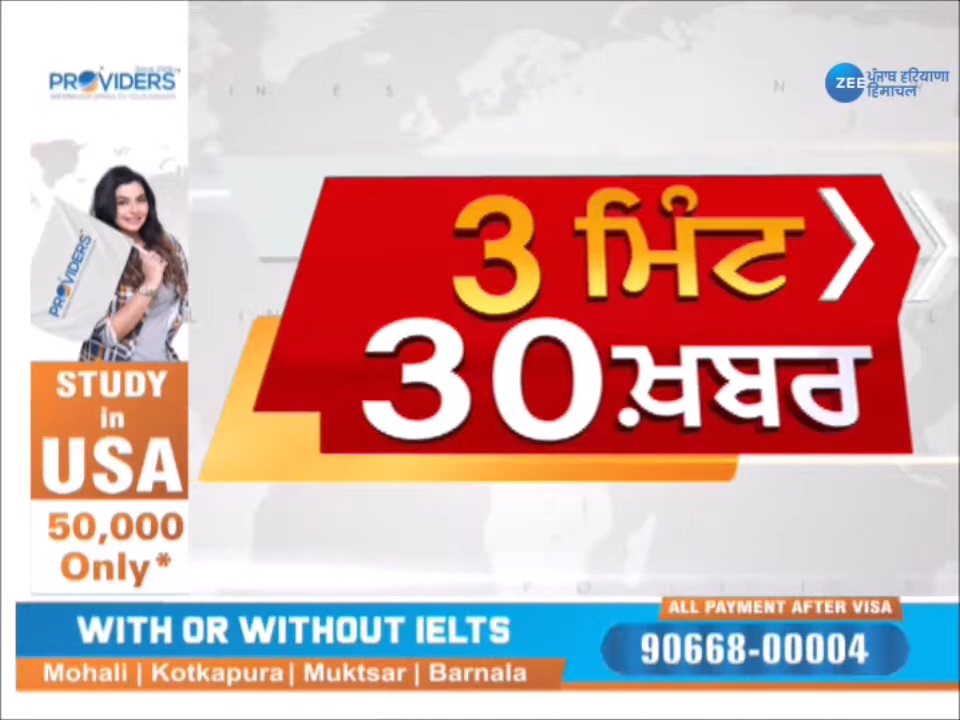 PROVIDERS
ZEE ਪੰਜਾਬ ਹਰਿਆਣਾ
ਹਿਮਾਚਲ
PROVIDERS
3 ਮਿੰਟ
30 ਖ਼ਬਰ
STUDY
in
USA
50,000
Only*
ALL PAYMENT AFTER VISA
WITH OR WITHOUT IELTS
90668-00004
Mohali | Kotkapura | Muktsar | Barnala